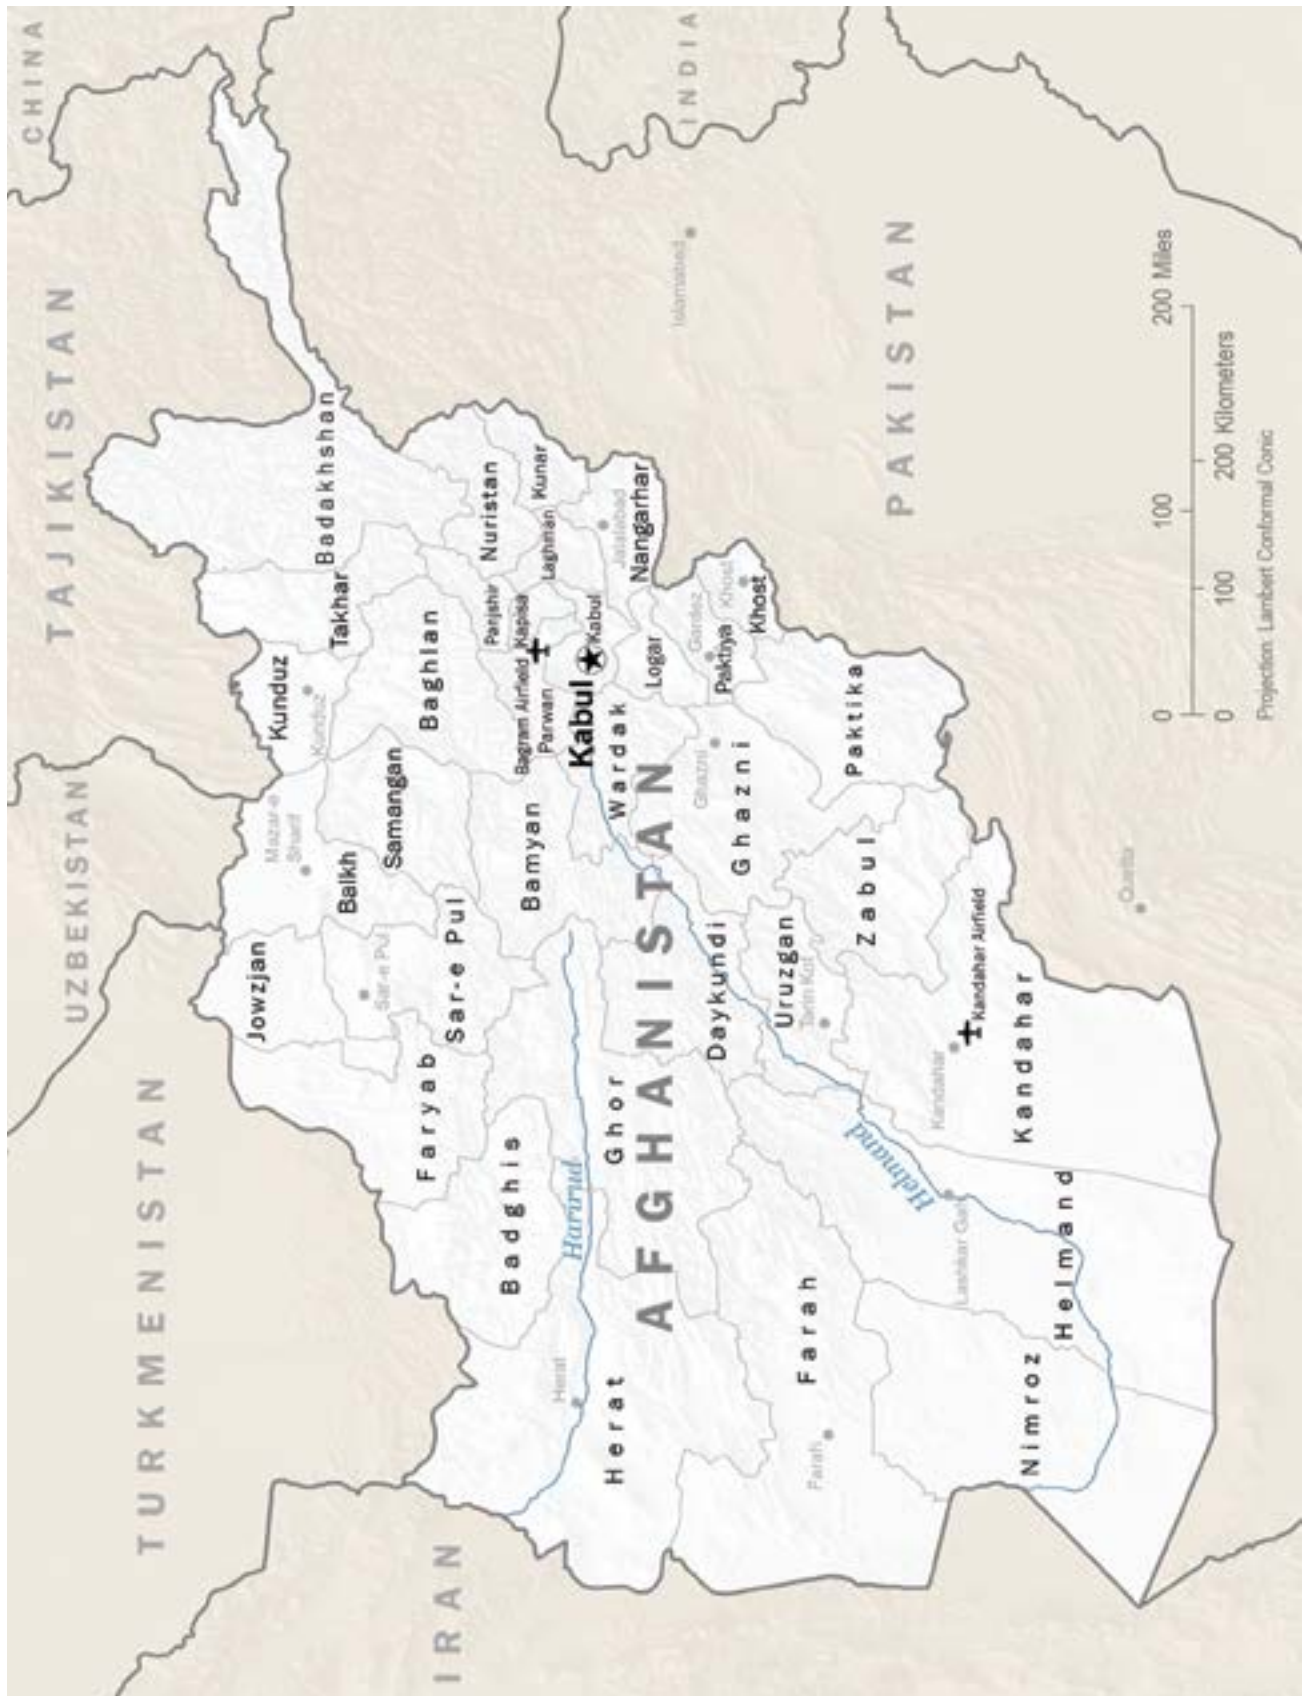 CHINA
TAJIKISTAN
UZBEKISTAN
TURKMENISTAN
IRAN
INDIA
PAKISTAN
AFGHANISTAN
Badakhshan
Takhar
Kunduz
Kunduz
Mazar-e
Sharif
Balkh
Jowzjan
Sar-e Pul
Sar-e Pul
Samangan
Baghlan
Faryab
Badghis
Bamyan
Nuristan
Panjshir
Kunar
Laghman
Kapisa
Bagram Airfield
Parwan
Kabul
Kabul
Jalalabad
Nangarhar
Wardak
Logar
Islamabad
Harirud
Herat
Herat
Ghor
Daykundi
Ghazni
Ghazni
Gardez
Paktya
Khost
Khost
Uruzgan
Tarin Kot
Farah
Farah
Zabul
Paktika
Helmand
Kandahar
Kandahar Airfield
Kandahar
Lashkar Gah
Nimroz
Helmand
Quetta
0 100 200 Miles
0 100 200 Kilometers
Projection: Lambert Conformal Conic